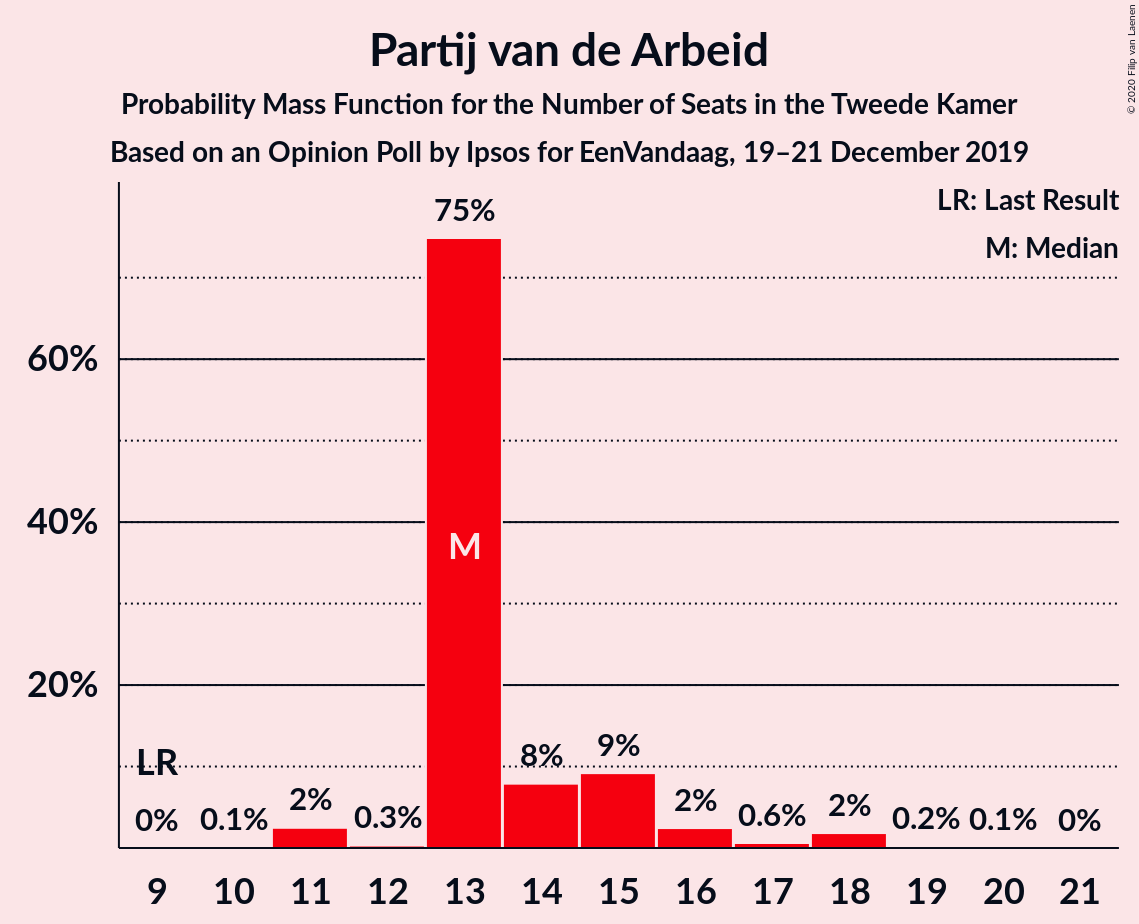 Partij van de Arbeid
Probability Mass Function for the Number of Seats in the Tweede Kamer
Based on an Opinion Poll by Ipsos for EenVandaag, 19–21 December 2019
© 2020 Filip van Laenen
LR: Last Result
M: Median
75%
60%
40%
M
20%
LR
0%
0.1%
2%
0.3%
8%
9%
2%
0.6%
2%
0.2%
0.1%
0%
9 10 11 12 13 14 15 16 17 18 19 20 21